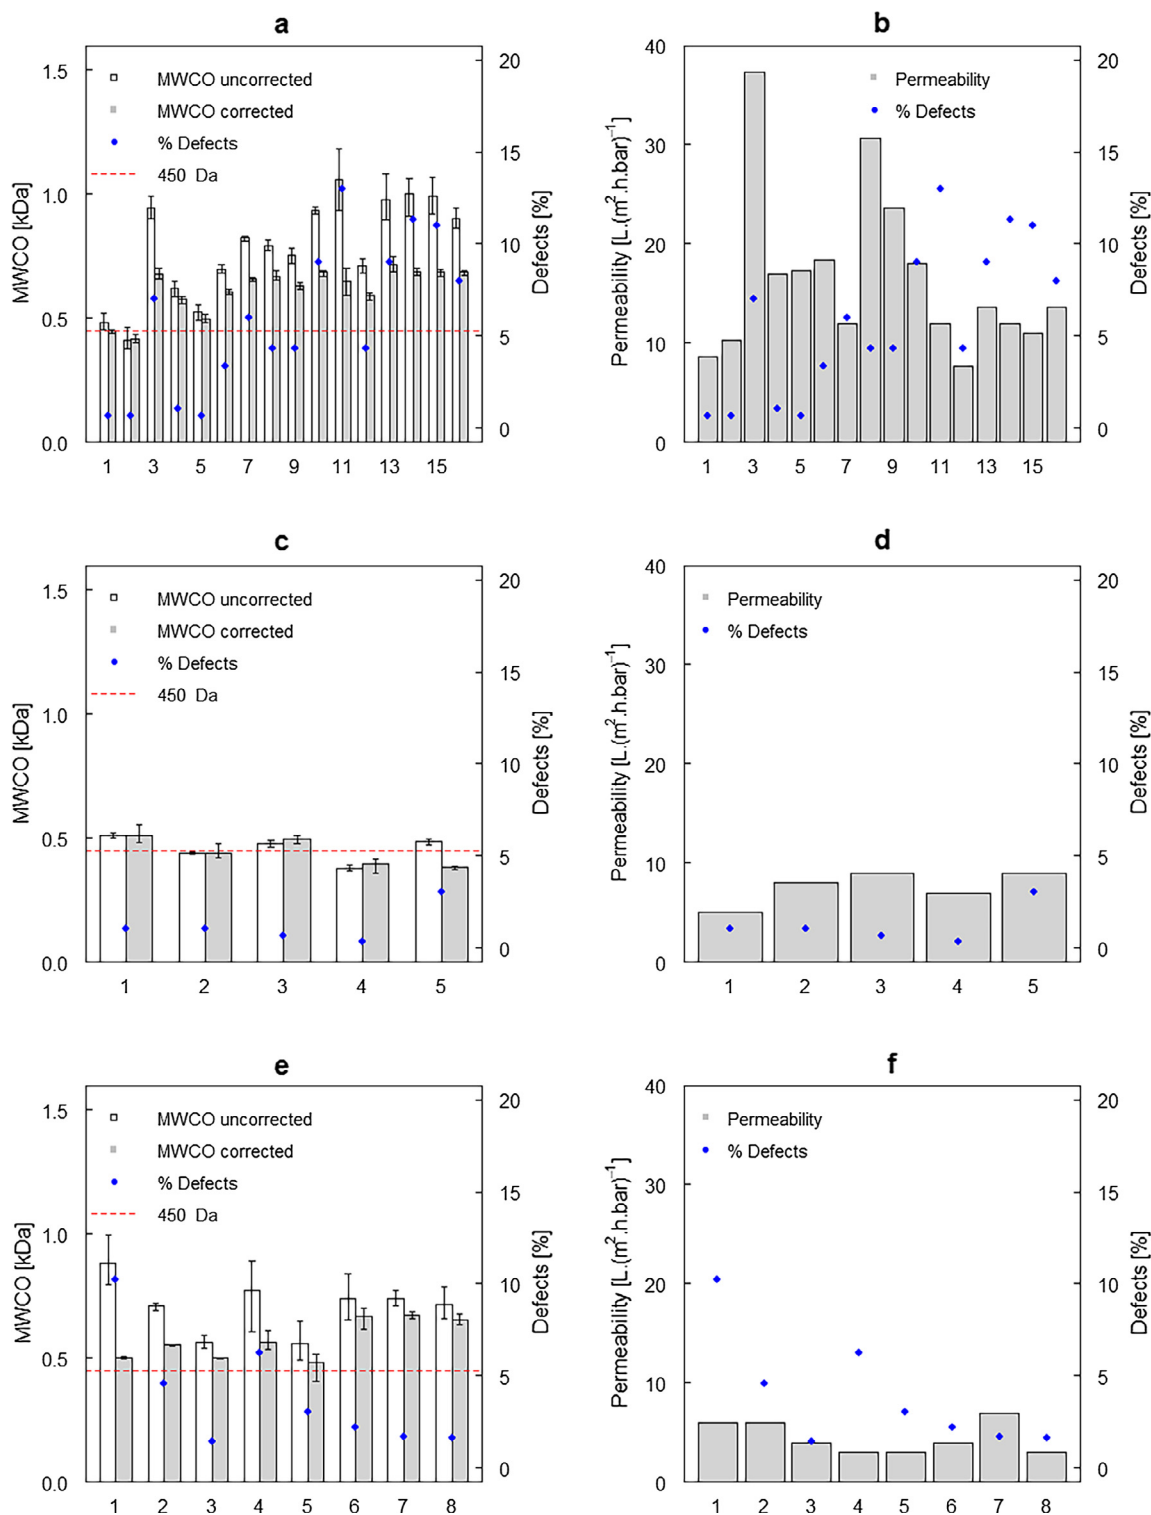 a
MWCO [kDa]
1.5
1.0
0.5
0.0
MWCO uncorrected
MWCO corrected
% Defects
450 Da
20
15
10
5
0
Defects [%]
1 3 5 7 9 11 13 15
b
Permeability [L.(m².h.bar)⁻¹]
40
30
20
10
0
Permeability
% Defects
20
15
10
5
0
Defects [%]
1 3 5 7 9 11 13 15
c
MWCO [kDa]
1.5
1.0
0.5
0.0
MWCO uncorrected
MWCO corrected
% Defects
450 Da
20
15
10
5
0
Defects [%]
1 2 3 4 5
d
Permeability [L.(m².h.bar)⁻¹]
40
30
20
10
0
Permeability
% Defects
20
15
10
5
0
Defects [%]
1 2 3 4 5
e
MWCO [kDa]
1.5
1.0
0.5
0.0
MWCO uncorrected
MWCO corrected
% Defects
450 Da
20
15
10
5
0
Defects [%]
1 2 3 4 5 6 7 8
f
Permeability [L.(m².h.bar)⁻¹]
40
30
20
10
0
Permeability
% Defects
20
15
10
5
0
Defects [%]
1 2 3 4 5 6 7 8